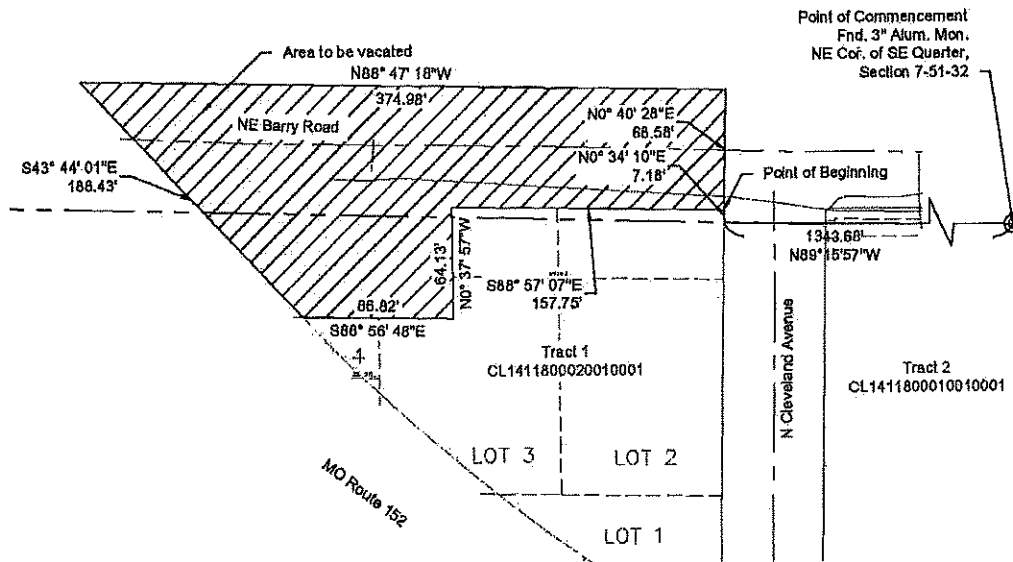 Point of Commencement
Fnd. 3" Alum. Mon.
NE Cor. of SE Quarter,
Section 7-51-32
Area to be vacated
N88° 47' 18"W
374.98'
NE Barry Road
N0° 40' 28"E
68.58'
N0° 34' 10"E
7.18'
Point of Beginning
S43° 44' 01"E
188.43'
1343.68'
N89°15'57"W
64.13'
N0° 37' 57"W
S88° 57' 07"E
157.75'
86.82'
S88° 56' 48"E
Tract 1
CL1411800020010001
Tract 2
CL1411800010010001
N Cleveland Avenue
4
LOT 3
LOT 2
MO Route 152
LOT 1